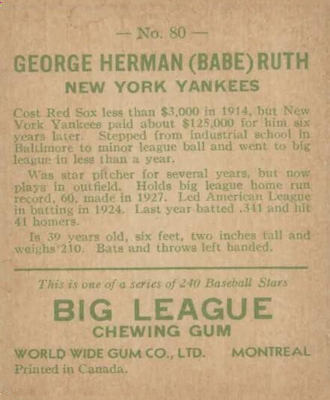 — No. 80 —
GEORGE HERMAN (BABE) RUTH
NEW YORK YANKEES
Cost Red Sox less than $3,000 in 1914, but New
York Yankees paid about $125,000 for him six
years later. Stepped from industrial school in
Baltimore to minor league ball and went to big
league in less than a year.
Was star pitcher for several years, but now
plays in outfield. Holds big league home run
record, 60, made in 1927. Led American League
in batting in 1924. Last year batted .341 and hit
41 homers.
Is 39 years old, six feet, two inches tall and
weighs 210. Bats and throws left handed.
This is one of a series of 240 Baseball Stars
BIG LEAGUE
CHEWING GUM
WORLD WIDE GUM CO., LTD. MONTREAL
Printed in Canada.